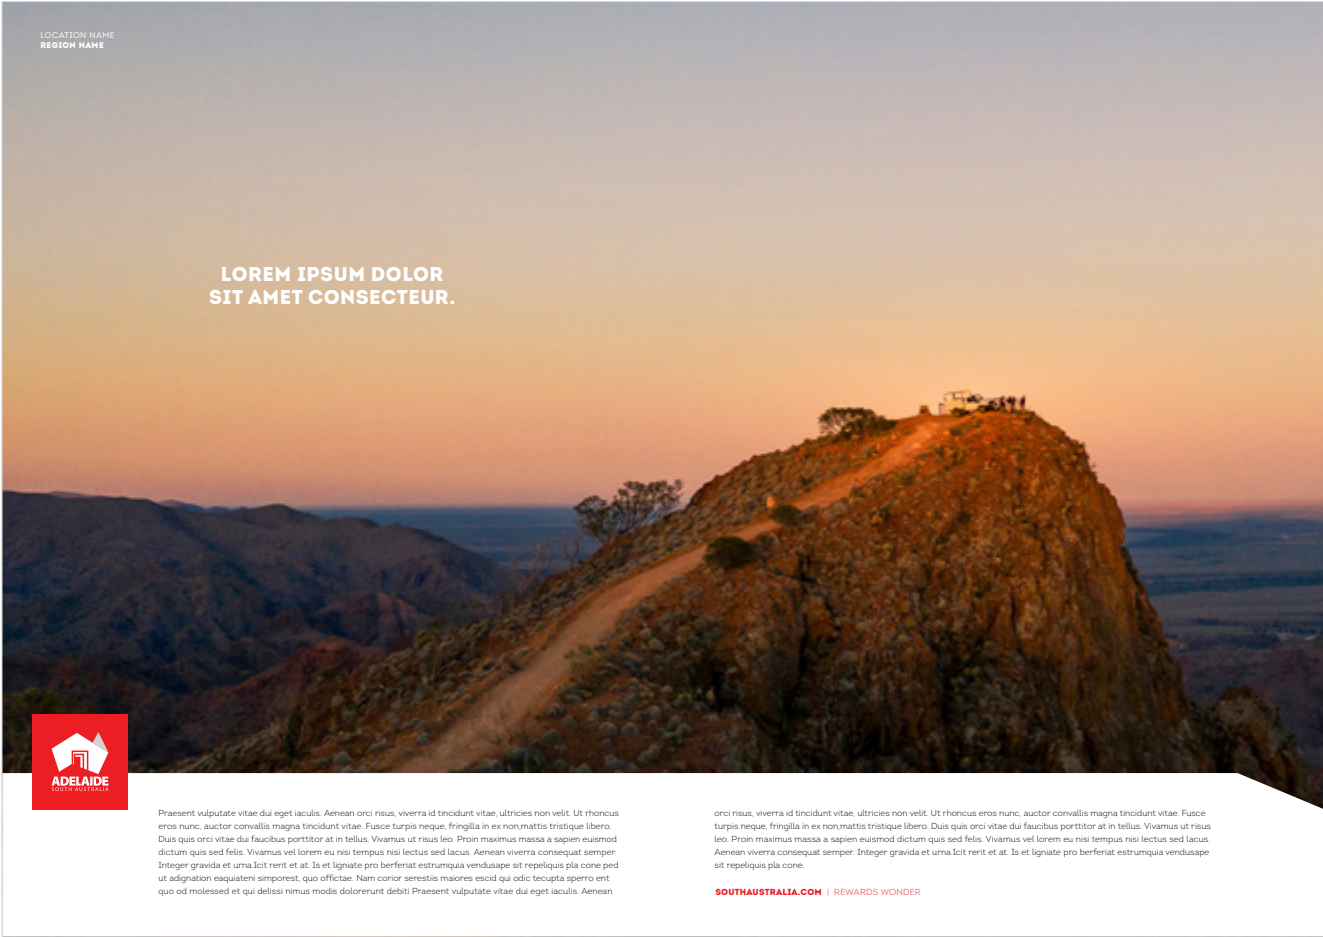 LOCATION NAME
REGION NAME
LOREM IPSUM DOLOR
SIT AMET CONSECTEUR.
ADELAIDE
SOUTH AUSTRALIA
Praesent vulputate vitae dui eget iaculis. Aenean orci risus, viverra id tincidunt vitae, ultricies non velit. Ut rhoncus
eros nunc, auctor convallis magna tincidunt vitae. Fusce turpis neque, fringilla in ex non,mattis tristique libero.
Duis quis orci vitae dui faucibus porttitor at in tellus. Vivamus ut risus leo. Proin maximus massa a sapien euismod
dictum quis sed felis. Vivamus vel lorem eu nisi tempus nisi lectus sed lacus. Aenean viverra consequat semper.
Integer gravida et urna.Icit rerit et at. Is et ligniate pro berferiat estrumquia vendusape sit repeliquis pla cone ped
ut adignation eaquiateni simporest, quo offictae. Nam corior serestiis maiores escid qui odic tecupta sperro ent
quo od molessed et qui delissi nimus modis dolorerunt debiti Praesent vulputate vitae dui eget iaculis. Aenean
orci risus, viverra id tincidunt vitae, ultricies non velit. Ut rhoncus eros nunc, auctor convallis magna tincidunt vitae. Fusce
turpis neque, fringilla in ex non,mattis tristique libero. Duis quis orci vitae dui faucibus porttitor at in tellus. Vivamus ut risus
leo. Proin maximus massa a sapien euismod dictum quis sed felis. Vivamus vel lorem eu nisi tempus nisi lectus sed lacus.
Aenean viverra consequat semper. Integer gravida et urna.Icit rerit et at. Is et ligniate pro berferiat estrumquia vendusape
sit repeliquis pla cone.
SOUTHAUSTRALIA.COM | REWARDS WONDER